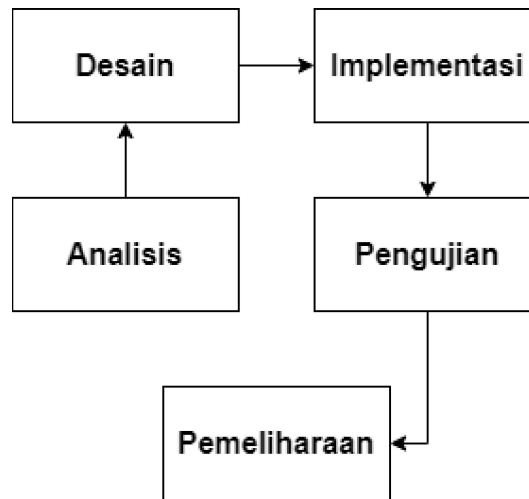 Desain
Implementasi
Analisis
Pengujian
Pemeliharaan